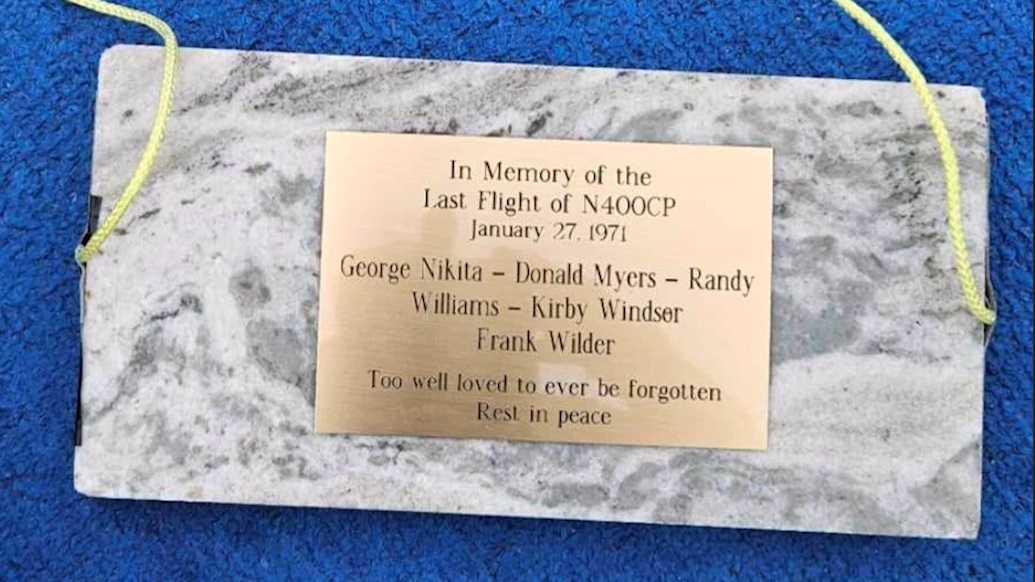 In Memory of the
Last Flight of N400CP
January 27, 1971
George Nikita – Donald Myers – Randy
Williams – Kirby Windsor
Frank Wilder
Too well loved to ever be forgotten
Rest in peace